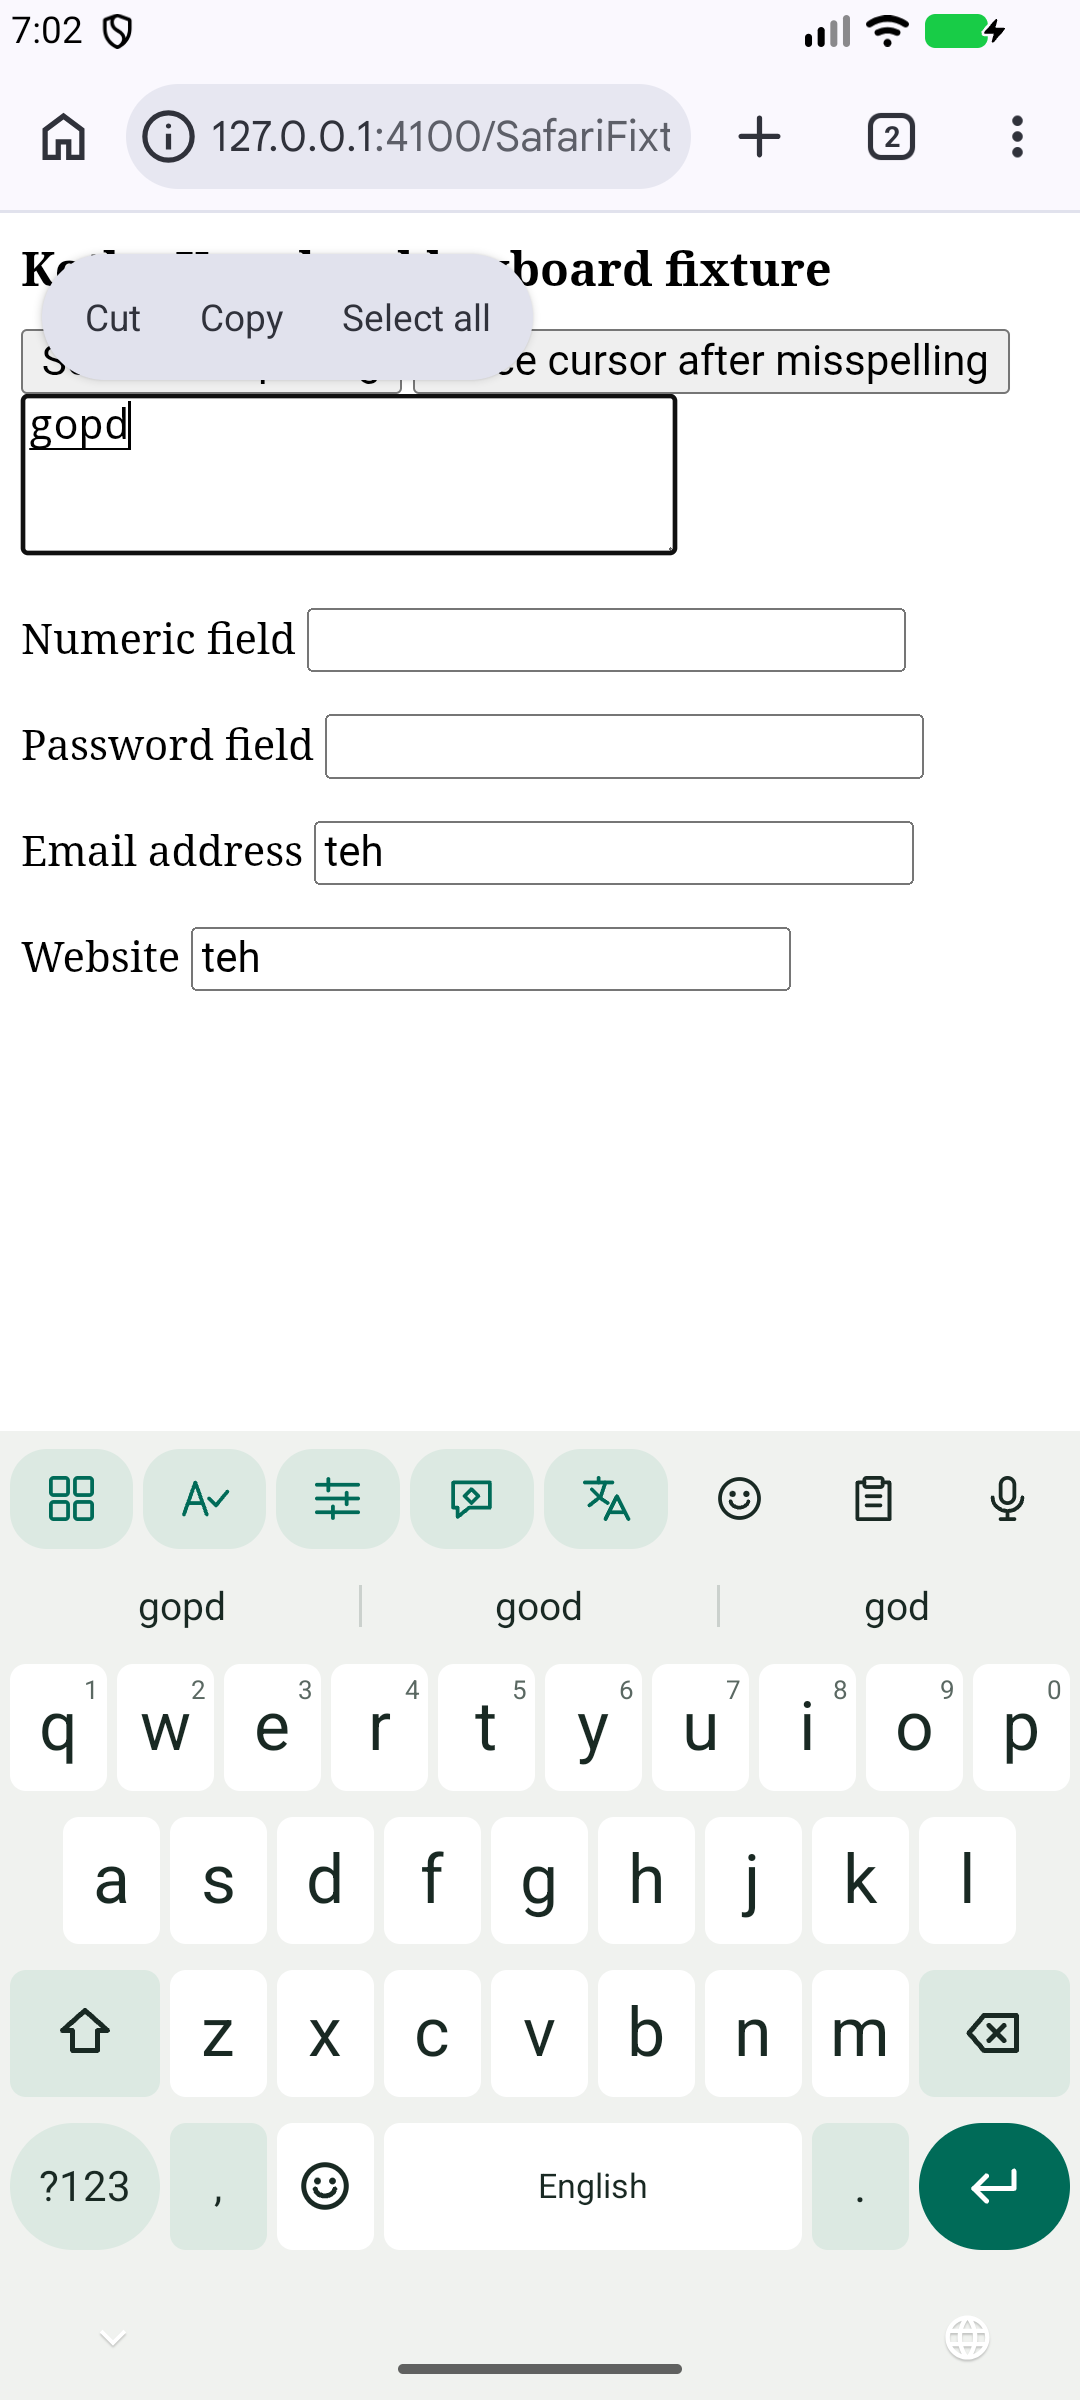 7:02
127.0.0.1:4100/SafariFixt
2
board fixture
Cut Copy Select all
cursor after misspelling
gopd
Numeric field
Password field
Email address teh
Website teh
gopd good god
1 2 3 4 5 6 7 8 9 0
q w e r t y u i o p
a s d f g h j k l
z x c v b n m
?123 , English .